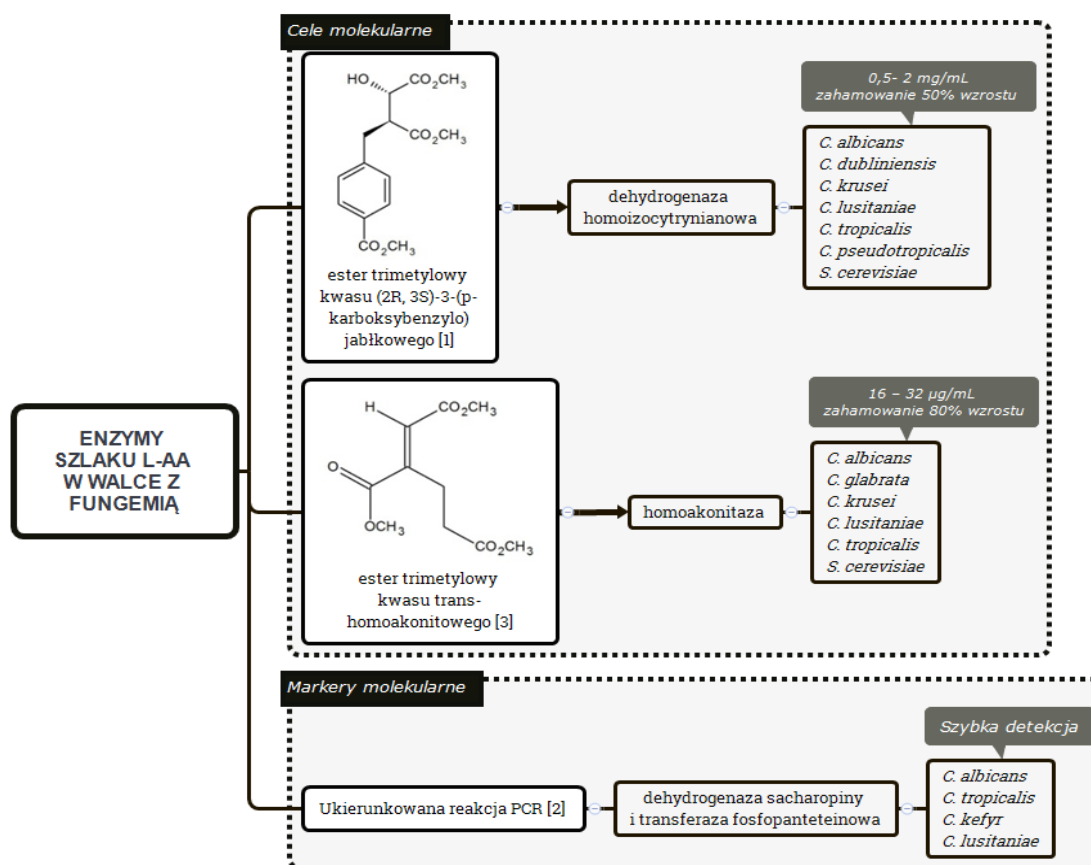 Cele molekularne
HO
CO₂CH₃
CO₂CH₃
CO₂CH₃
ester trimetylowy
kwasu (2R, 3S)-3-(p-
karboksybenzylo)
jabłkowego [1]
dehydrogenaza
homoizocytrynianowa
0,5- 2 mg/mL
zahamowanie 50% wzrostu
C. albicans
C. dubliniensis
C. krusei
C. lusitaniae
C. tropicalis
C. pseudotropicalis
S. cerevisiae
ENZYMY
SZLAKU L-AA
W WALCE Z
FUNGEMIĄ
H
CO₂CH₃
O
OCH₃
CO₂CH₃
ester trimetylowy
kwasu trans-
homoakonitowego [3]
homoakonitaza
16 – 32 µg/mL
zahamowanie 80% wzrostu
C. albicans
C. glabrata
C. krusei
C. lusitaniae
C. tropicalis
S. cerevisiae
Markery molekularne
Ukierunkowana reakcja PCR [2]
dehydrogenaza sacharopiny
i transferaza fosfopanteteinowa
Szybka detekcja
C. albicans
C. tropicalis
C. kefyr
C. lusitaniae